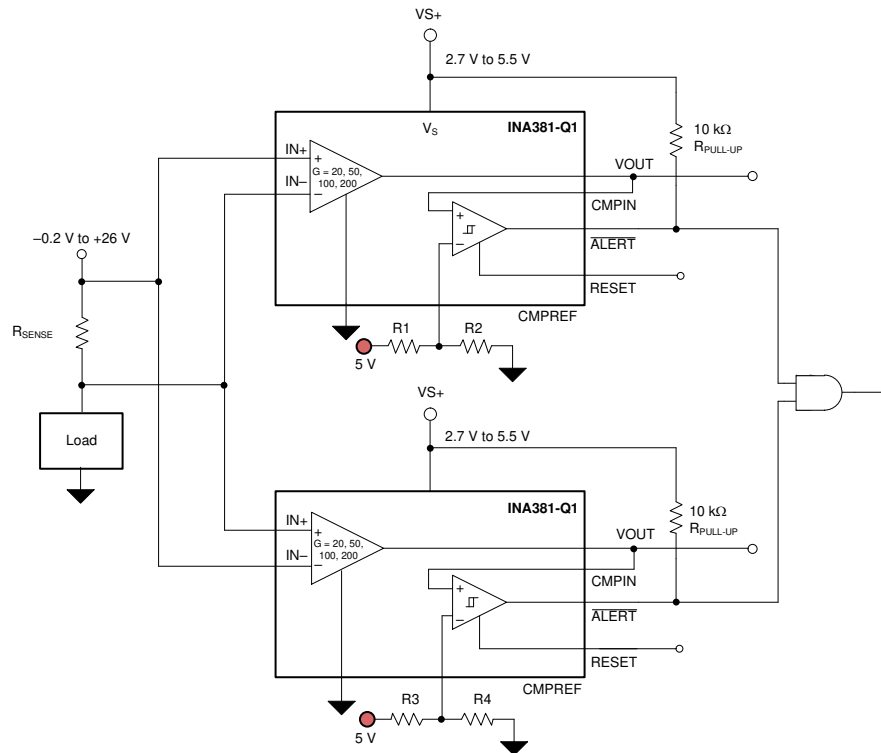 VS+
2.7 V to 5.5 V
VS
INA381-Q1
10 kΩ
RPULL-UP
IN+
+
G = 20, 50,
100, 200
IN–
–
VOUT
CMPIN
+
–
ALERT
RESET
CMPREF
–0.2 V to +26 V
RSENSE
Load
R1
R2
5 V
VS+
2.7 V to 5.5 V
INA381-Q1
10 kΩ
RPULL-UP
IN+
+
G = 20, 50,
100, 200
IN–
–
VOUT
CMPIN
+
–
ALERT
RESET
CMPREF
R3
R4
5 V